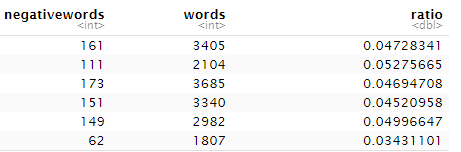 negativewords words ratio
<int> <int> <dbl>
161 3405 0.04728341
111 2104 0.05275665
173 3685 0.04694708
151 3340 0.04520958
149 2982 0.04996647
62 1807 0.03431101